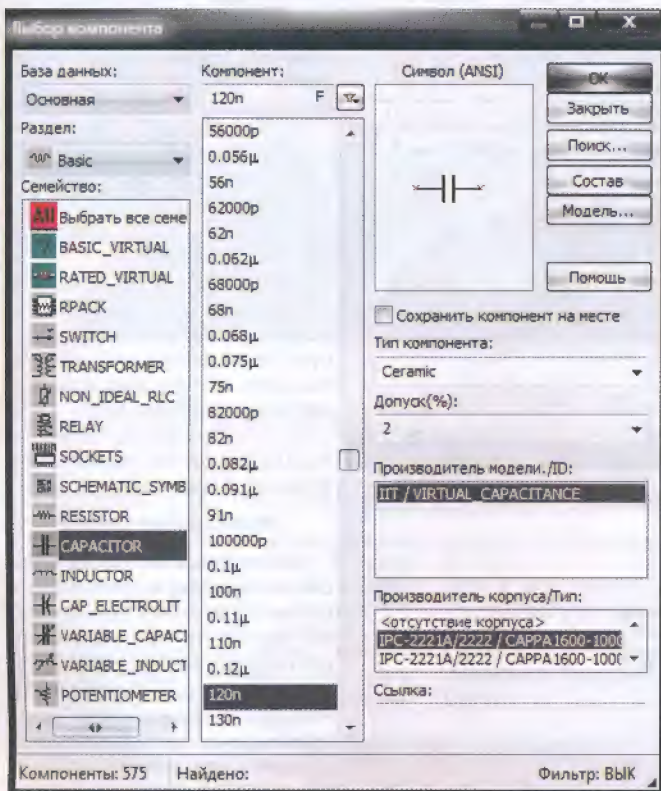 Выбор компонента
База данных:
Основная
Раздел:
Basic
Семейство:
All Выбрать все семе
BASIC_VIRTUAL
RATED_VIRTUAL
RPACK
SWITCH
TRANSFORMER
NON_IDEAL_RLC
RELAY
SOCKETS
SCHEMATIC_SYMB
RESISTOR
CAPACITOR
INDUCTOR
CAP_ELECTROLIT
VARIABLE_CAPACI
VARIABLE_INDUCT
POTENTIOMETER
Компонент:
120n F
56000p
0.056µ
56n
62000p
62n
0.062µ
68000p
68n
0.068µ
0.075µ
75n
82000p
82n
0.082µ
0.091µ
91n
100000p
0.1µ
100n
0.11µ
110n
0.12µ
120n
130n
Символ (ANSI)
OK
Закрыть
Поиск...
Состав
Модель...
Помощь
Сохранить компонент на месте
Тип компонента:
Ceramic
Допуск(%):
2
Производитель модели./ID:
IIT / VIRTUAL_CAPACITANCE
Производитель корпуса/Тип:
<отсутствие корпуса>
IPC-2221A/2222 / CAPPA1600-1000
IPC-2221A/2222 / CAPPA1600-1000
Ссылка:
Компоненты: 575 Найдено: Фильтр: ВЫК